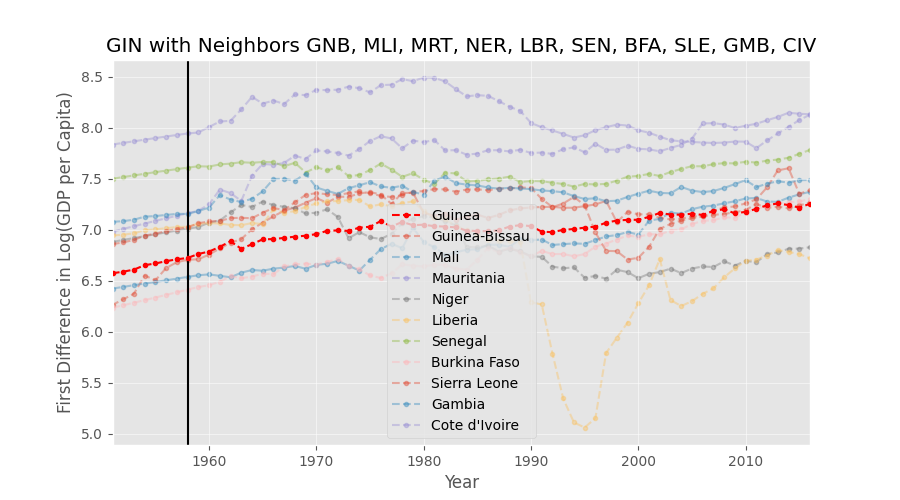 GIN with Neighbors GNB, MLI, MRT, NER, LBR, SEN, BFA, SLE, GMB, CIV
First Difference in Log(GDP per Capita)
8.5
8.0
7.5
7.0
6.5
6.0
5.5
5.0
Guinea
Guinea-Bissau
Mali
Mauritania
Niger
Liberia
Senegal
Burkina Faso
Sierra Leone
Gambia
Cote d'Ivoire
1960 1970 1980 1990 2000 2010
Year